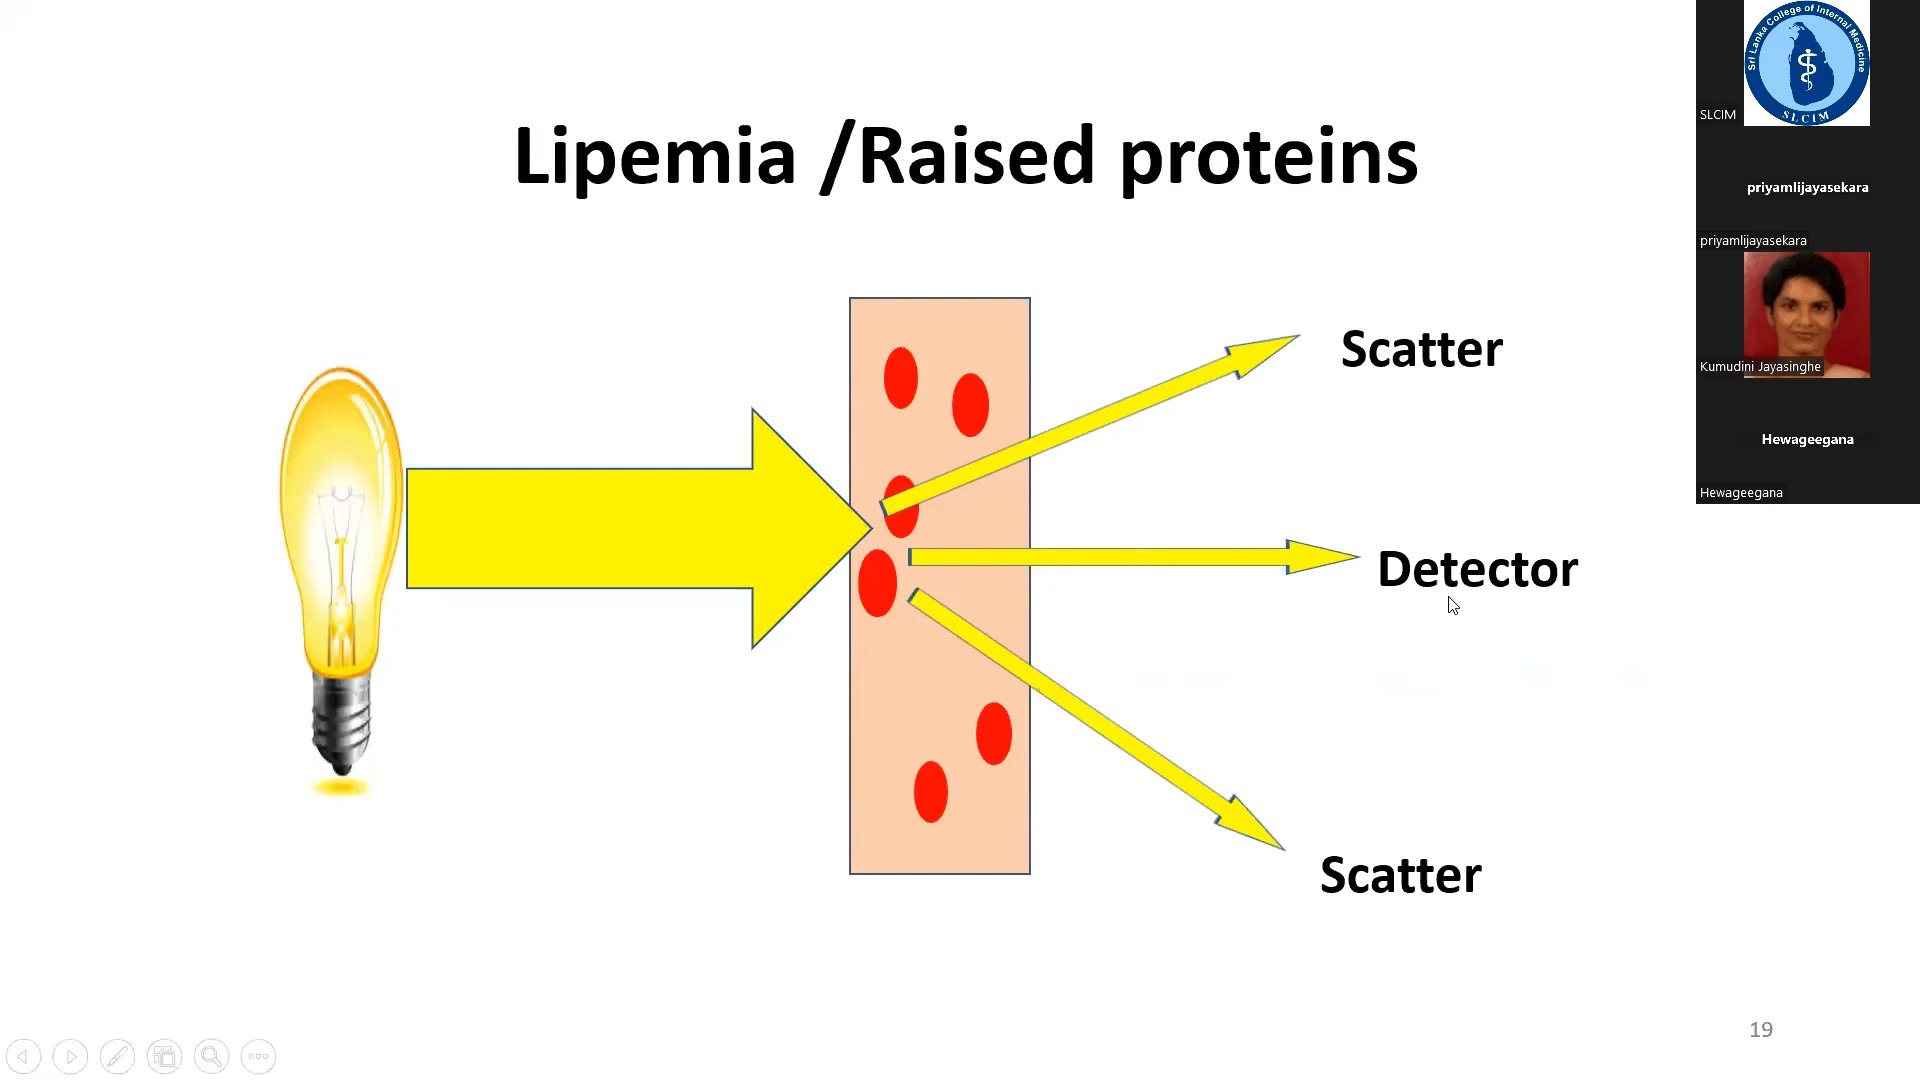 Lipemia /Raised proteins
Scatter
Detector
Scatter
19
Sri Lanka College of Internal Medicine
SLCIM
SLCIM
priyamlijayasekara
priyamlijayasekara
Kumudini Jayasinghe
Hewageegana
Hewageegana